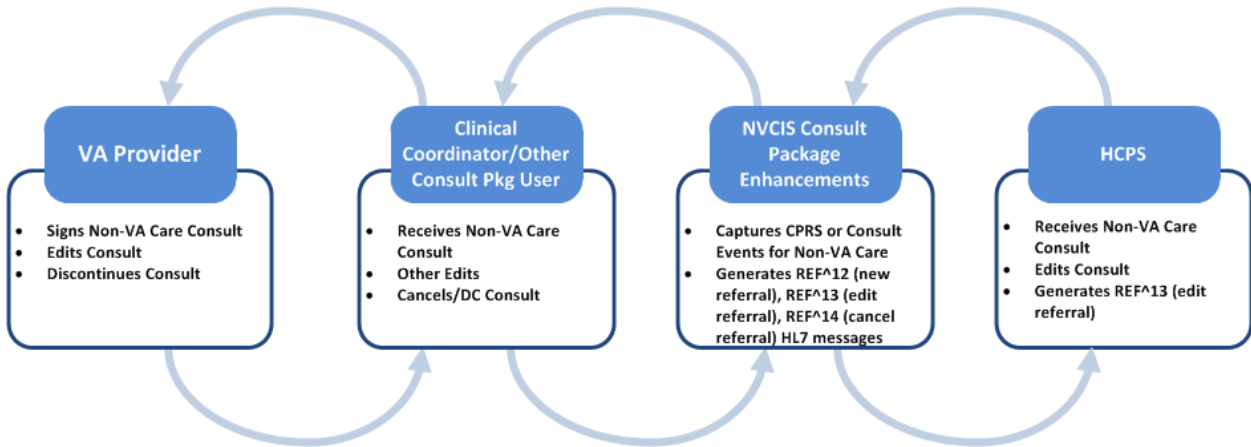 VA Provider
• Signs Non-VA Care Consult
• Edits Consult
• Discontinues Consult
Clinical
Coordinator/Other
Consult Pkg User
• Receives Non-VA Care
Consult
• Other Edits
• Cancels/DC Consult
NVCIS Consult
Package
Enhancements
• Captures CPRS or Consult
Events for Non-VA Care
• Generates REF^12 (new
referral), REF^13 (edit
referral), REF^14 (cancel
referral) HL7 messages
HCPS
• Receives Non-VA Care
Consult
• Edits Consult
• Generates REF^13 (edit
referral)